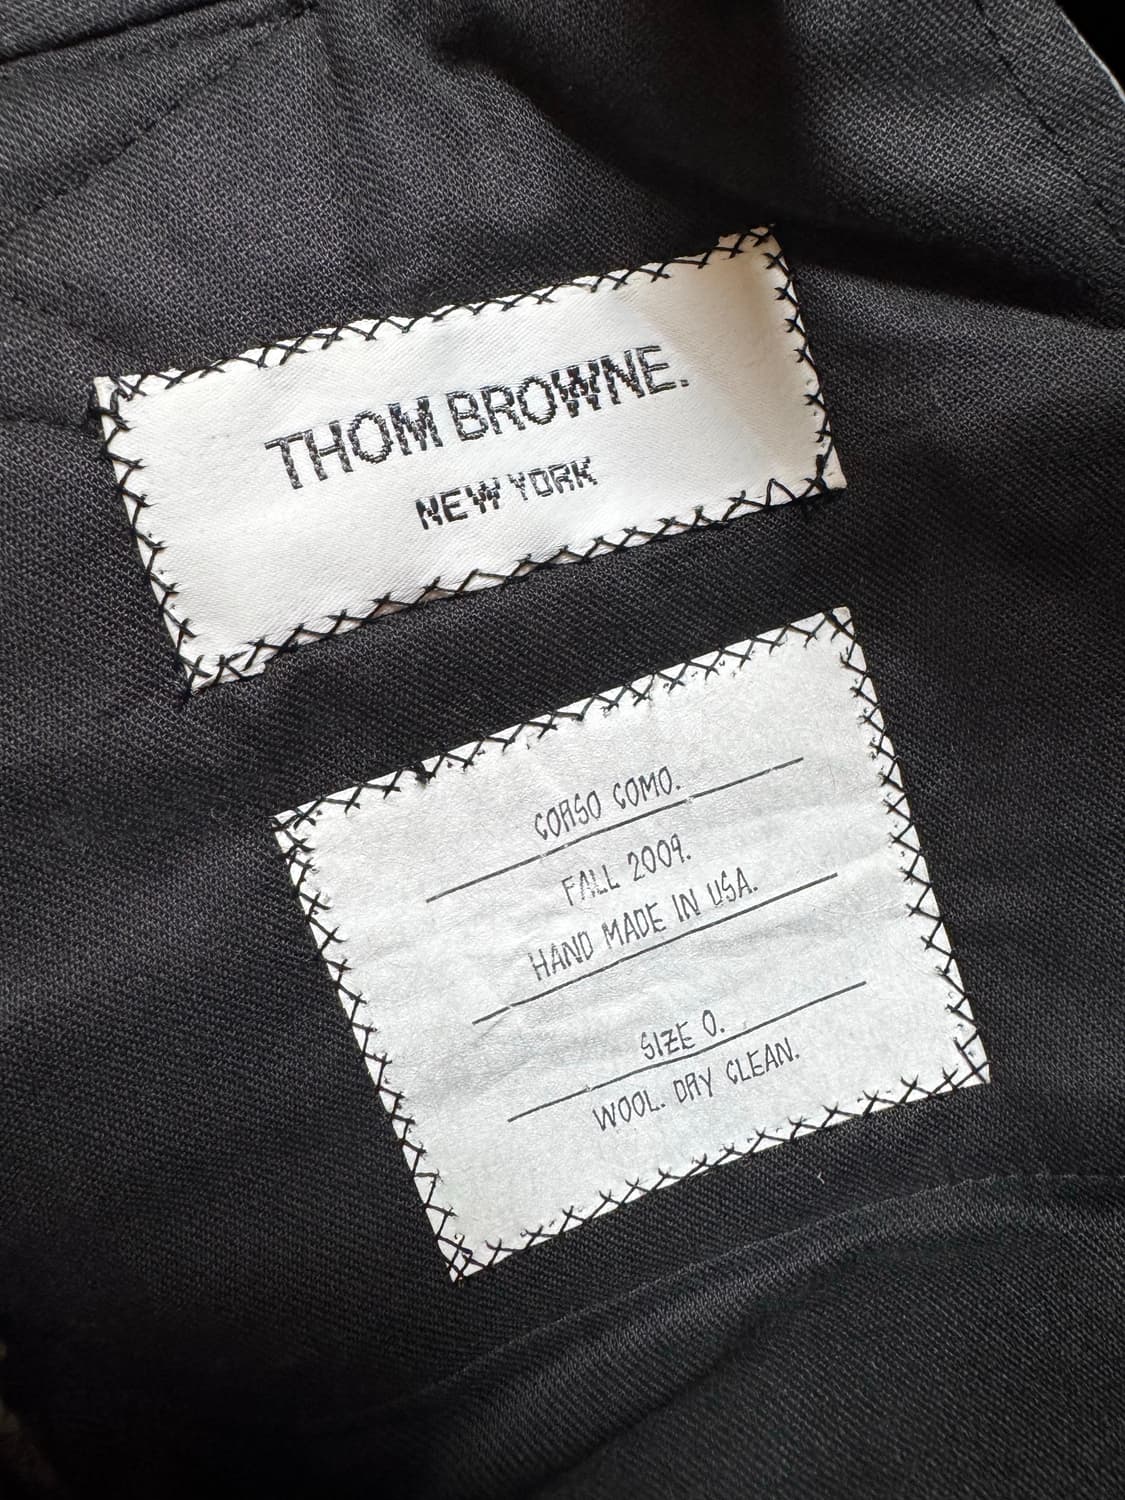 THOM BROWNE.
NEW YORK
CORSO COMO.
FALL 2009.
HAND MADE IN USA.
SIZE 0.
WOOL. DRY CLEAN.